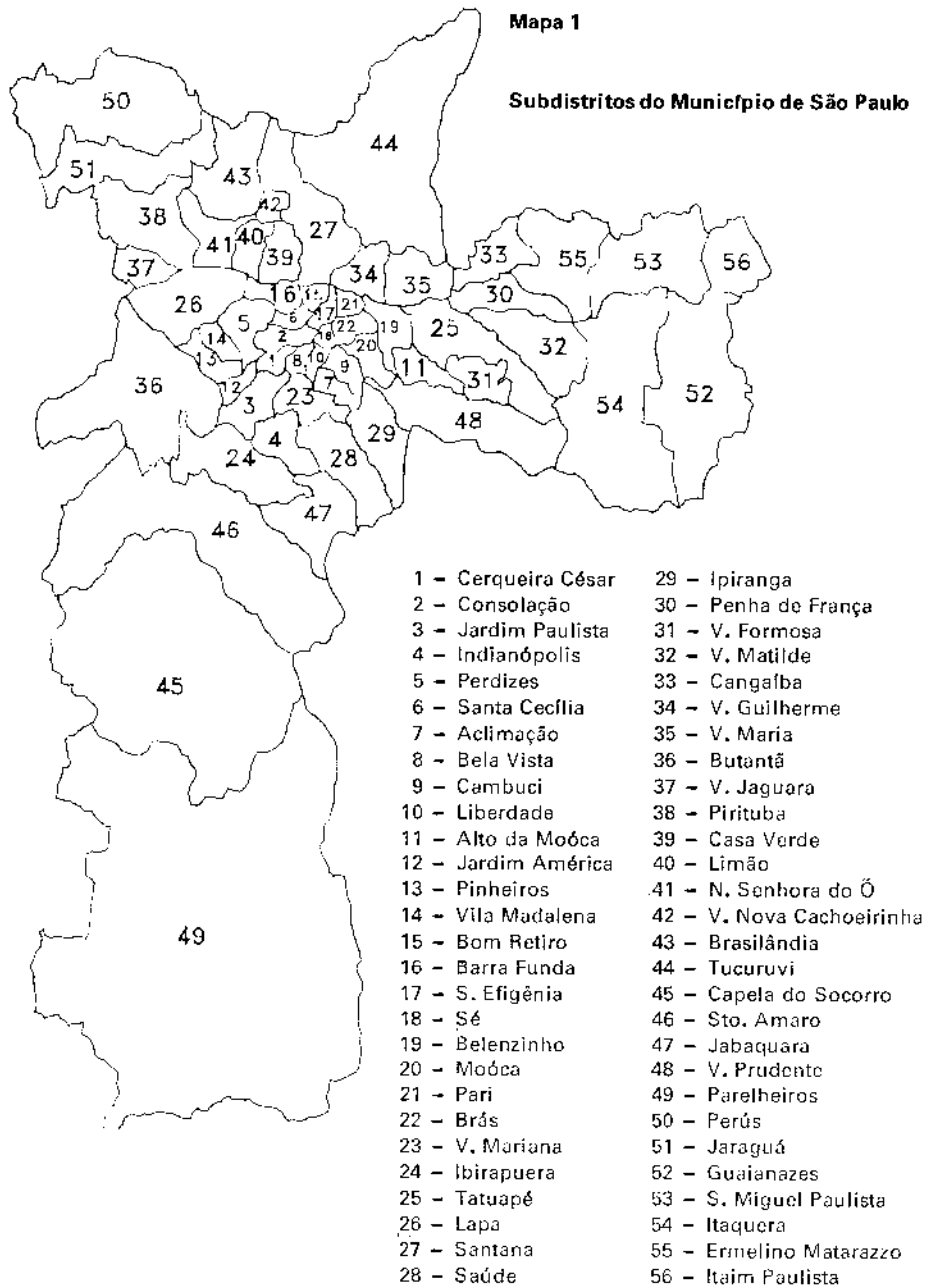 Mapa 1
Subdistritos do Município de São Paulo
50
44
51
43
42
38
27
41
40
39
33
55
53
56
37
34
35
30
16
15
26
21
5
6
17
22
19
25
14
2
18
20
32
13
1
8
10
9
11
31
36
12
7
54
52
3
23
48
4
29
24
28
47
46
45
49
1 – Cerqueira César
2 – Consolação
3 – Jardim Paulista
4 – Indianópolis
5 – Perdizes
6 – Santa Cecília
7 – Aclimação
8 – Bela Vista
9 – Cambuci
10 – Liberdade
11 – Alto da Moóca
12 – Jardim América
13 – Pinheiros
14 – Vila Madalena
15 – Bom Retiro
16 – Barra Funda
17 – S. Efigênia
18 – Sé
19 – Belenzinho
20 – Moóca
21 – Pari
22 – Brás
23 – V. Mariana
24 – Ibirapuera
25 – Tatuapé
26 – Lapa
27 – Santana
28 – Saúde
29 – Ipiranga
30 – Penha de França
31 – V. Formosa
32 – V. Matilde
33 – Cangaíba
34 – V. Guilherme
35 – V. Maria
36 – Butantã
37 – V. Jaguara
38 – Pirituba
39 – Casa Verde
40 – Limão
41 – N. Senhora do Ó
42 – V. Nova Cachoeirinha
43 – Brasilândia
44 – Tucuruvi
45 – Capela do Socorro
46 – Sto. Amaro
47 – Jabaquara
48 – V. Prudente
49 – Parelheiros
50 – Perús
51 – Jaraguá
52 – Guaianazes
53 – S. Miguel Paulista
54 – Itaquera
55 – Ermelino Matarazzo
56 – Itaim Paulista